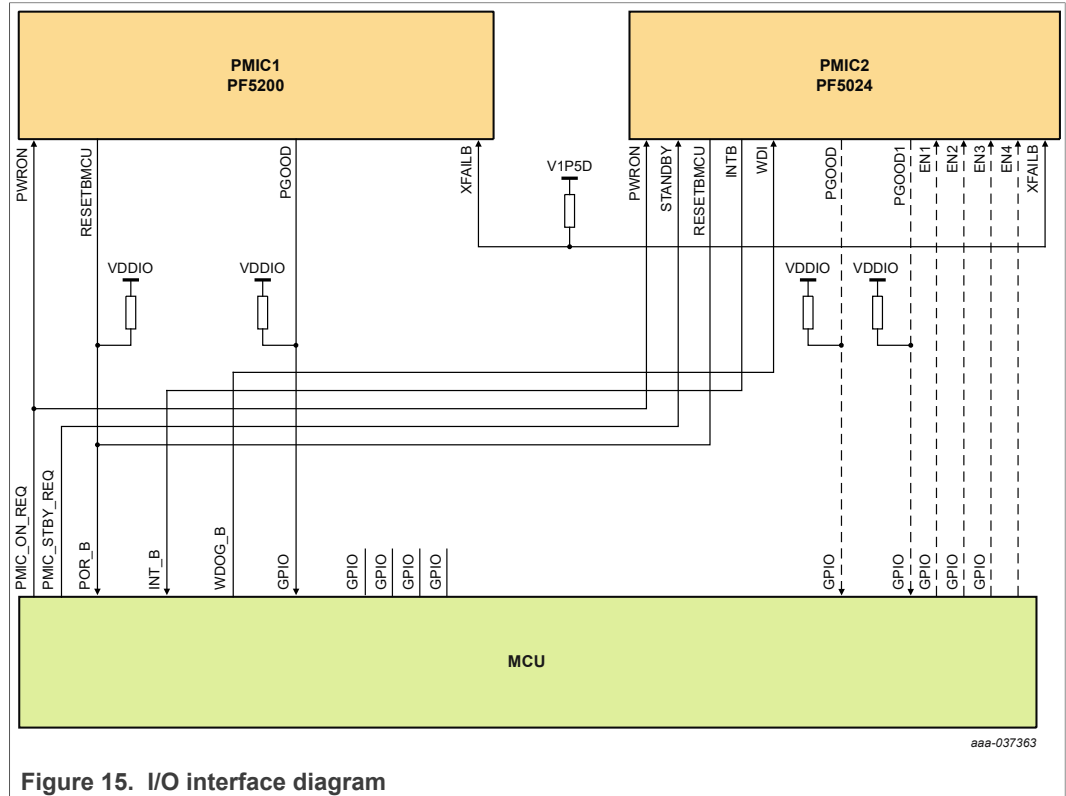 PMIC1
PF5200
PMIC2
PF5024
PWRON
RESETBMCU
PGOOD
XFAILB
V1P5D
PWRON
STANDBY
RESETBMCU
INTB
WDI
PGOOD
PGOOD1
EN1
EN2
EN3
EN4
XFAILB
VDDIO
VDDIO
VDDIO
VDDIO
PMIC_ON_REQ
PMIC_STBY_REQ
POR_B
INT_B
WDOG_B
GPIO
GPIO
GPIO
GPIO
GPIO
GPIO
GPIO
GPIO
GPIO
GPIO
MCU
aaa-037363
Figure 15. I/O interface diagram